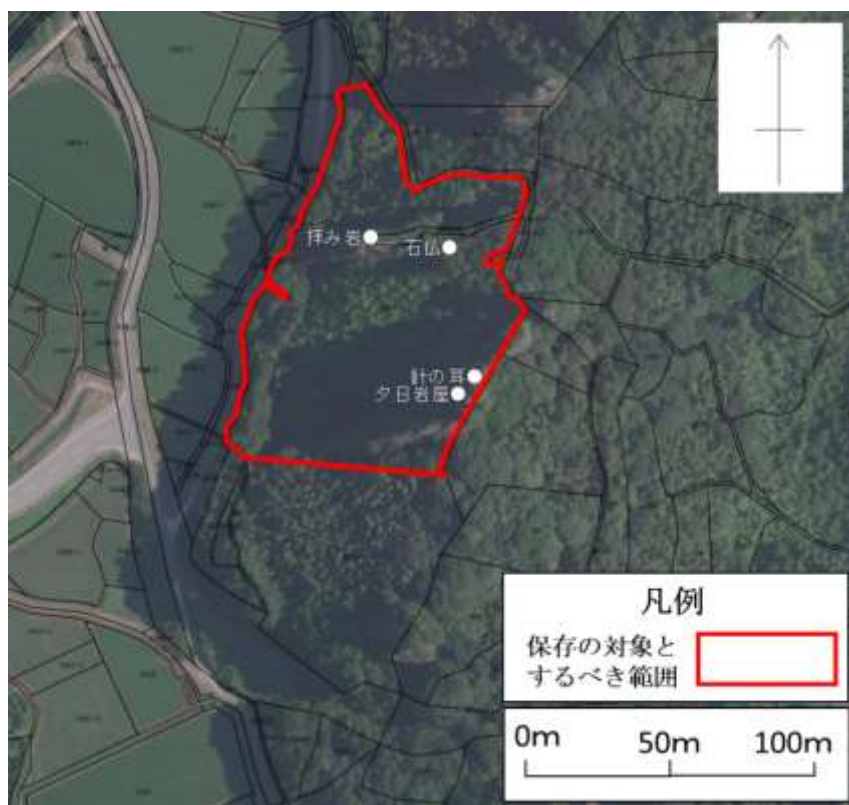 拝み岩
石仏
針の耳
夕日岩屋
凡例
保存の対象と
するべき範囲
0m 50m 100m